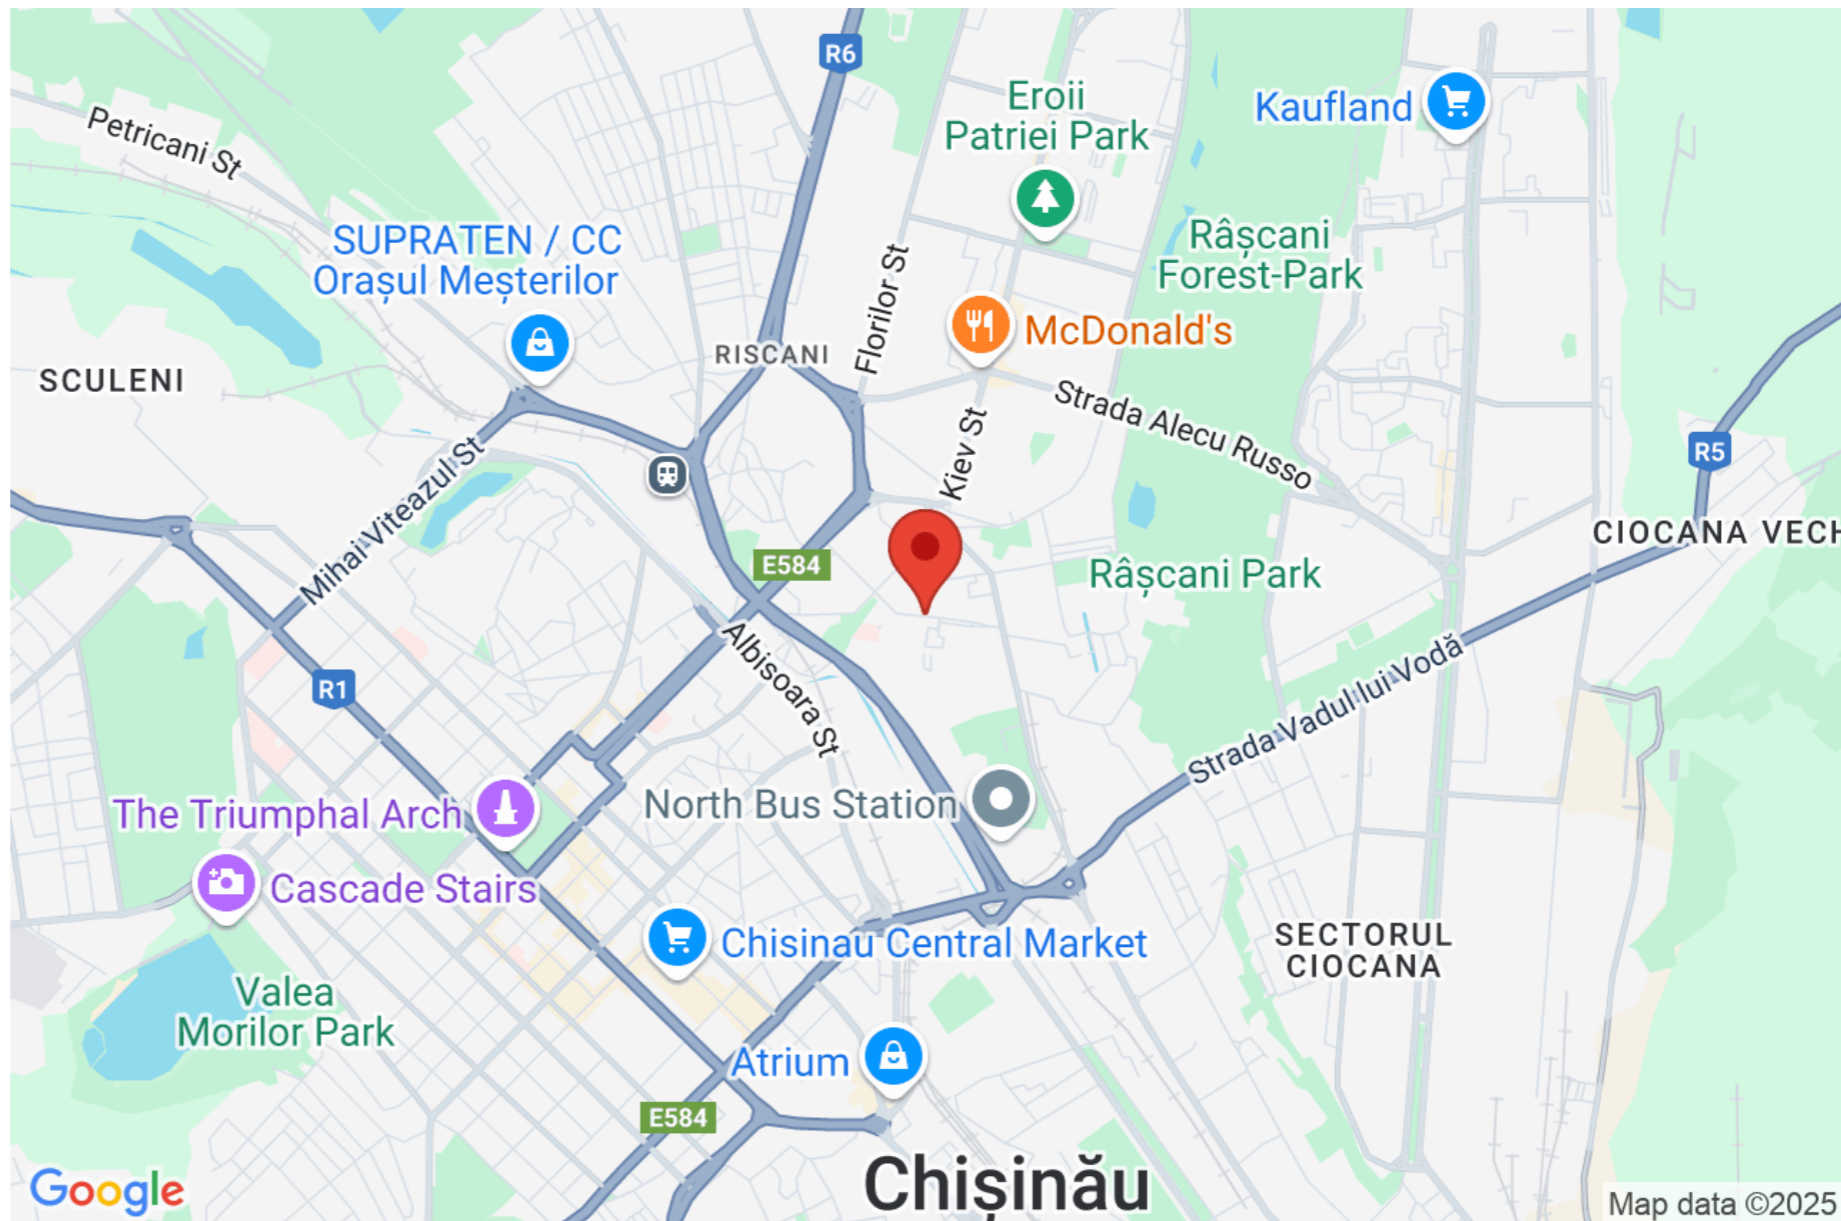 R6
Eroii
Patriei Park
Kaufland
Petricani St
SUPRATEN / CC
Orașul Meșterilor
Florilor St
Râșcani
Forest-Park
McDonald's
RISCANI
SCULENI
Strada Alecu Russo
Kiev St
R5
Mihai Viteazul St
CIOCANA VECH
E584
Râșcani Park
Albisoara St
R1
Strada Vadul lui Vodă
The Triumphal Arch
North Bus Station
Cascade Stairs
Chisinau Central Market
SECTORUL
CIOCANA
Valea
Morilor Park
Atrium
E584
Chișinău
Google
Map data ©2025